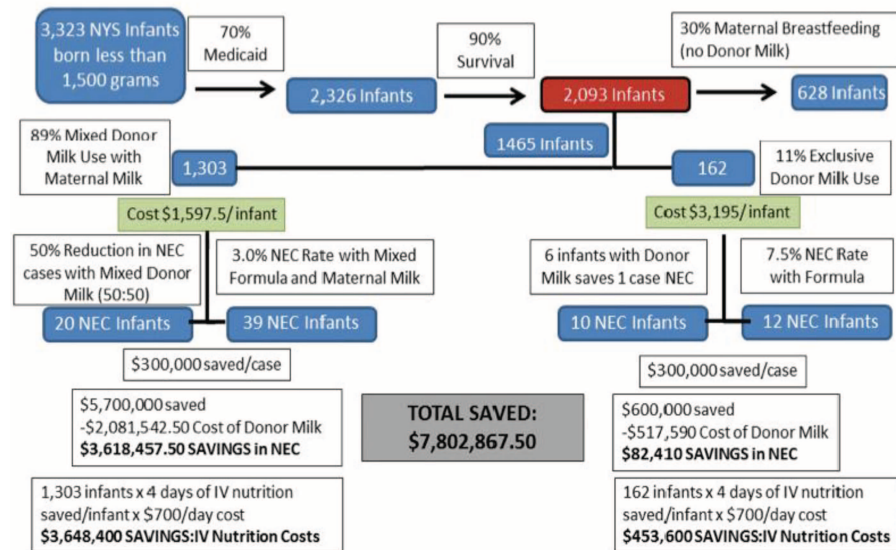 3,323 NYS Infants
born less than
1,500 grams
70%
Medicaid
2,326 Infants
90%
Survival
2,093 Infants
30% Maternal Breastfeeding
(no Donor Milk)
628 Infants
1465 Infants
89% Mixed Donor
Milk Use with
Maternal Milk
1,303
162
11% Exclusive
Donor Milk Use
Cost $1,597.5/infant
Cost $3,195/infant
50% Reduction in NEC
cases with Mixed Donor
Milk (50:50)
3.0% NEC Rate with Mixed
Formula and Maternal Milk
6 infants with Donor
Milk saves 1 case NEC
7.5% NEC Rate
with Formula
20 NEC Infants
39 NEC Infants
10 NEC Infants
12 NEC Infants
$300,000 saved/case
$300,000 saved/case
$5,700,000 saved
-$2,081,542.50 Cost of Donor Milk
$3,618,457.50 SAVINGS in NEC
TOTAL SAVED:
$7,802,867.50
$600,000 saved
-$517,590 Cost of Donor Milk
$82,410 SAVINGS in NEC
1,303 infants x 4 days of IV nutrition
saved/infant x $700/day cost
$3,648,400 SAVINGS:IV Nutrition Costs
162 infants x 4 days of IV nutrition
saved/infant x $700/day cost
$453,600 SAVINGS:IV Nutrition Costs